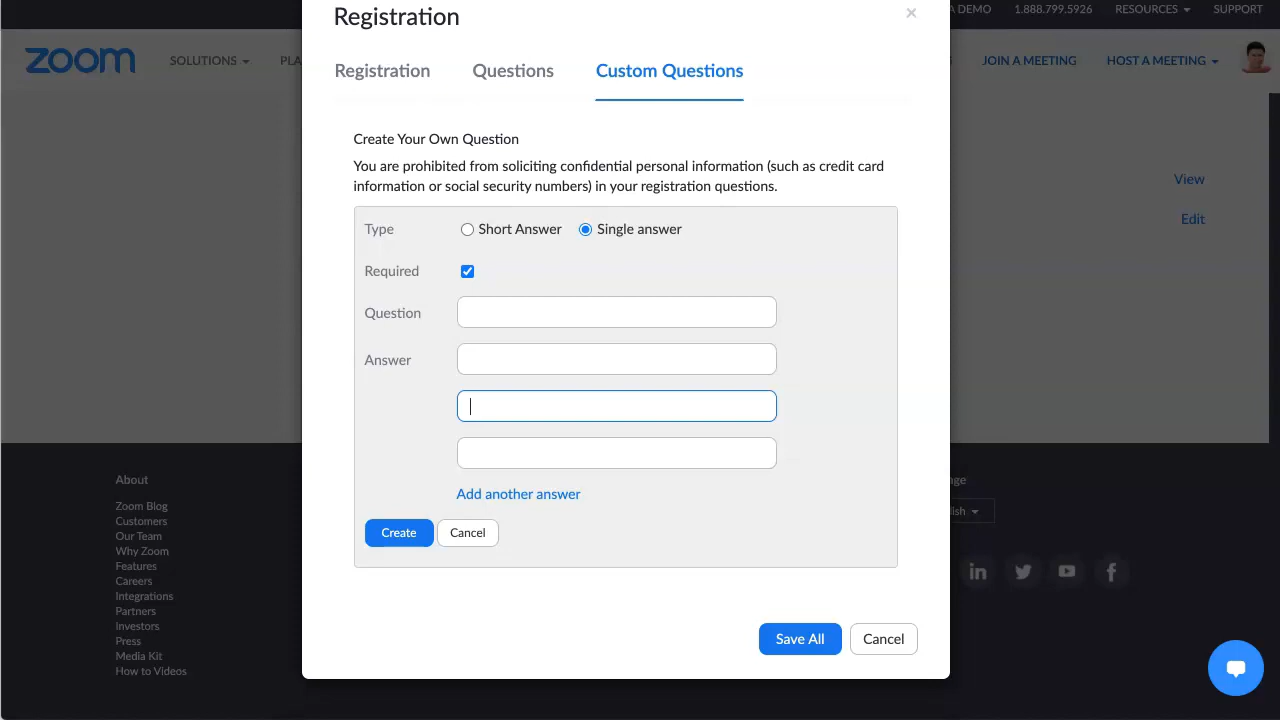 Registration
×
A DEMO 1.888.799.5926 RESOURCES SUPPORT
zoom
SOLUTIONS
PLA
JOIN A MEETING
HOST A MEETING
Registration
Questions
Custom Questions
Create Your Own Question
You are prohibited from soliciting confidential personal information (such as credit card
information or social security numbers) in your registration questions.
View
Edit
Type
Short Answer
Single answer
Required
Question
Answer
Add another answer
Create
Cancel
Save All
Cancel
About
Zoom Blog
Customers
Our Team
Why Zoom
Features
Careers
Integrations
Partners
Investors
Press
Media Kit
How to Videos
age
lish
in
f